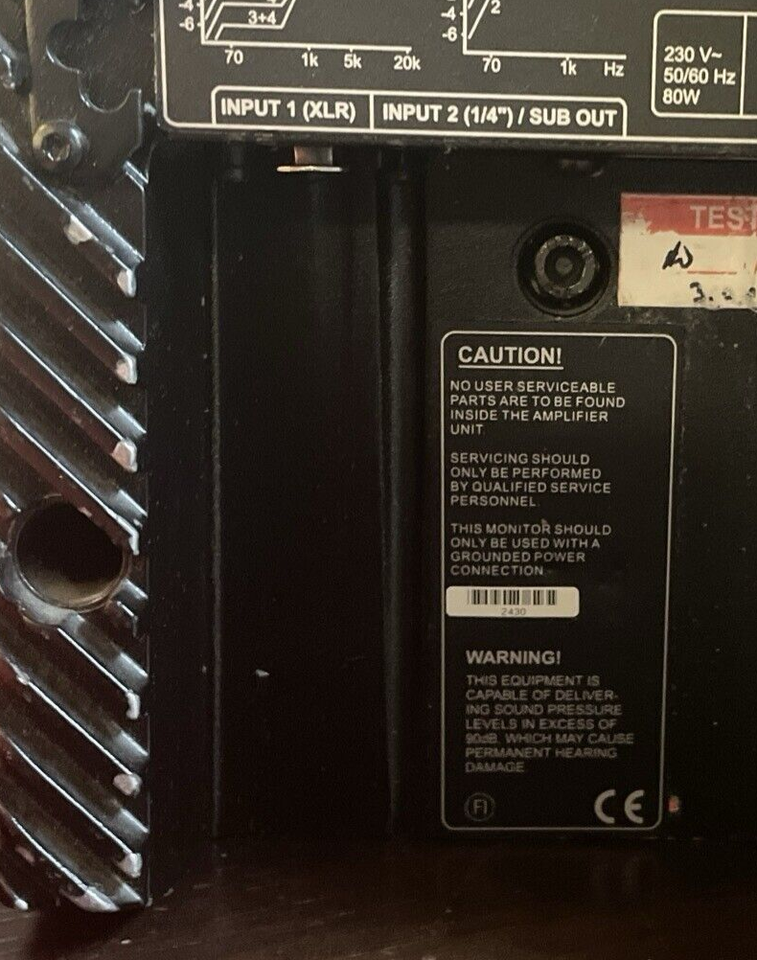 -4
-6
3+4
70 1k 5k 20k
-4
-6
2
70 1k Hz
230 V~
50/60 Hz
80W
INPUT 1 (XLR) INPUT 2 (1/4") / SUB OUT
TEST
CAUTION!
NO USER SERVICEABLE
PARTS ARE TO BE FOUND
INSIDE THE AMPLIFIER
UNIT.
SERVICING SHOULD
ONLY BE PERFORMED
BY QUALIFIED SERVICE
PERSONNEL.
THIS MONITOR SHOULD
ONLY BE USED WITH A
GROUNDED POWER
CONNECTION.
2430
WARNING!
THIS EQUIPMENT IS
CAPABLE OF DELIVER-
ING SOUND PRESSURE
LEVELS IN EXCESS OF
90dB, WHICH MAY CAUSE
PERMANENT HEARING
DAMAGE.
FI CE